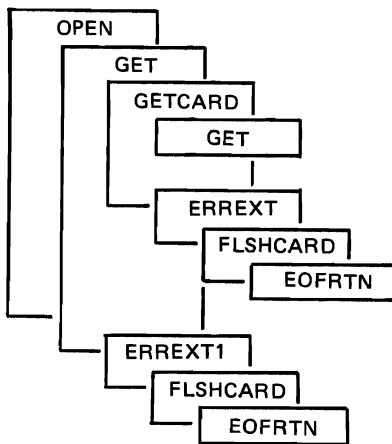 OPEN
GET
GETCARD
GET
ERREXT
FLSHCARD
EOFRTN
ERREXT1
FLSHCARD
EOFRTN